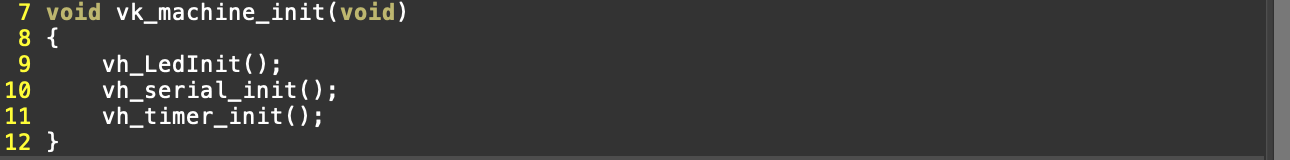 7 void vk_machine_init(void)
8 {
9     vh_LedInit();
10     vh_serial_init();
11     vh_timer_init();
12 }